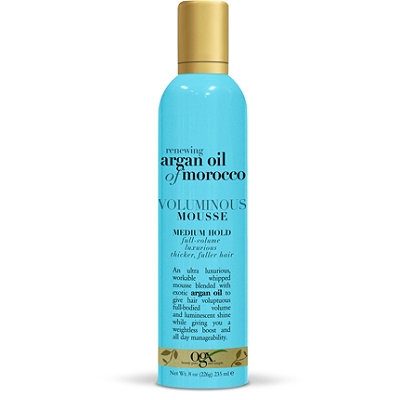 renewing
argan oil
of morocco
VOLUMINOUS
MOUSSE
MEDIUM HOLD
full-volume
luxurious
thicker, fuller hair
An ultra luxurious,
workable whipped
mousse blended with
exotic argan oil to
give hair voluptuous
full-bodied volume
and luminescent shine
while giving you a
weightless boost and
all day manageability.
ogx
Net Wt. 8 oz (226g) 235 ml e